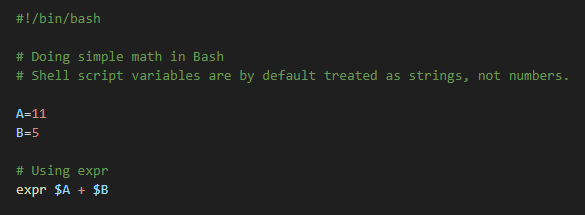 #!/bin/bash
# Doing simple math in Bash
# Shell script variables are by default treated as strings, not numbers.
A=11
B=5
# Using expr
expr $A + $B